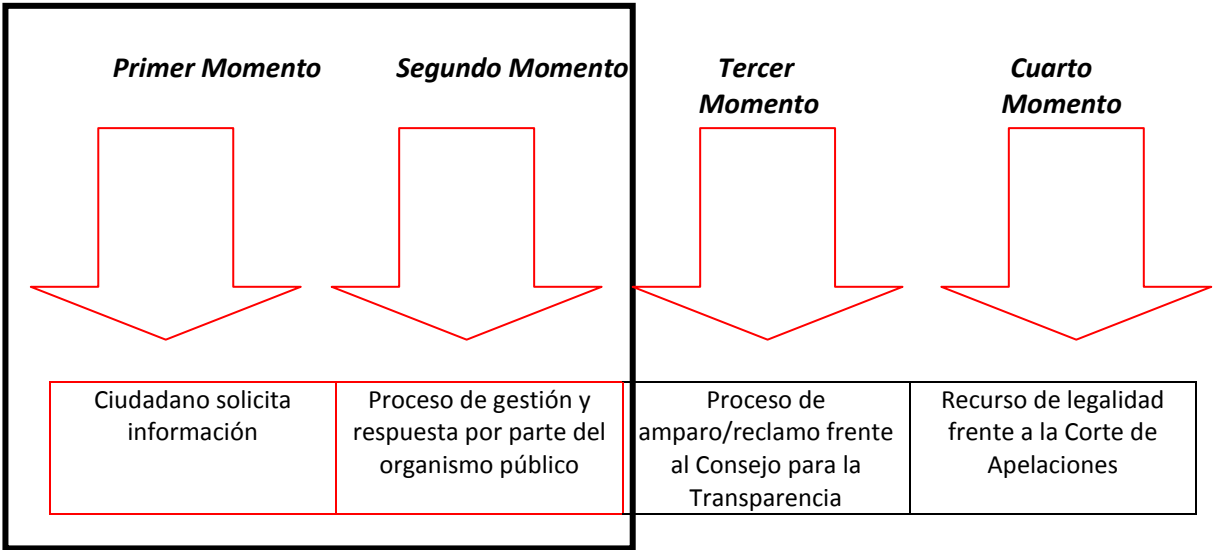 Primer Momento
Segundo Momento
Tercer
Momento
Cuarto
Momento
Ciudadano solicita
información
Proceso de gestión y
respuesta por parte del
organismo público
Proceso de
amparo/reclamo frente
al Consejo para la
Transparencia
Recurso de legalidad
frente a la Corte de
Apelaciones